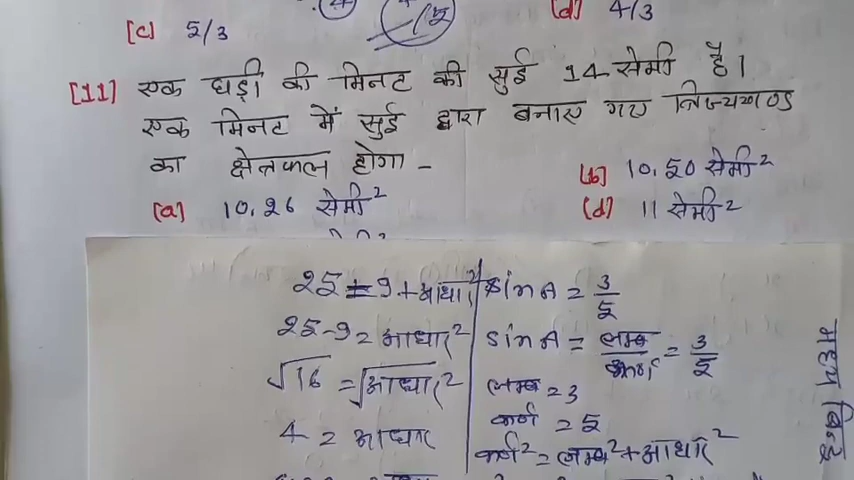 [c] 5/3 [d] 4/3
[11] एक घड़ी की मिनट की सुई 14 सेमी है।
एक मिनट में सुई द्वारा बनाए गए त्रिज्यखण्ड
का क्षेत्रफल होगा -
[a] 10.26 सेमी² [b] 10.50 सेमी²
[d] 11 सेमी²
25 = 9 + आधार²
25-9 = आधार²
√16 = √आधार²
4 = आधार
sin A = 3/5
sin A = लम्ब/कर्ण = 3/5
लम्ब = 3
कर्ण = 5
कर्ण² = लम्ब² + आधार²